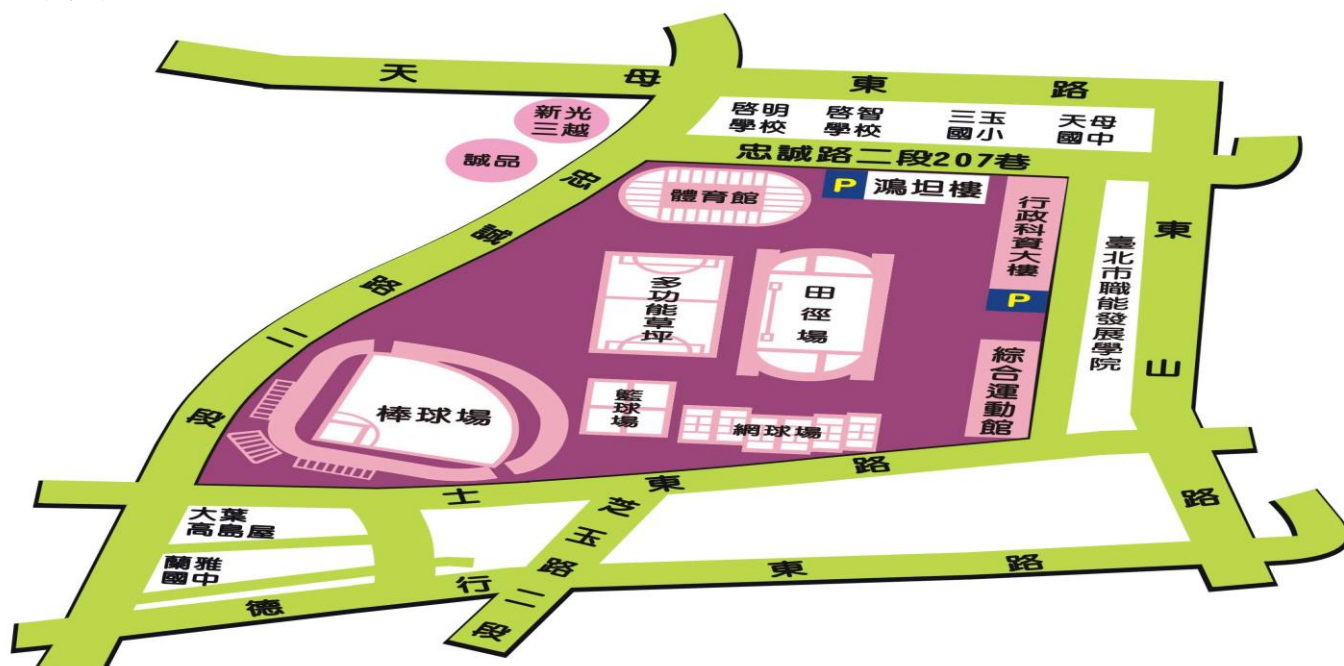 天母東路
新光
三越
誠品
啓明
學校
啓智
學校
三玉
國小
天母
國中
忠誠路二段207巷
忠誠路二段
體育館
P
鴻坦樓
行政科資大樓
P
東山路
臺北市職能發展學院
多功能草坪
田徑場
綜合運動館
棒球場
籃球場
網球場
士東路
芝玉路二段
大葉
高島屋
蘭雅
國中
德行東路